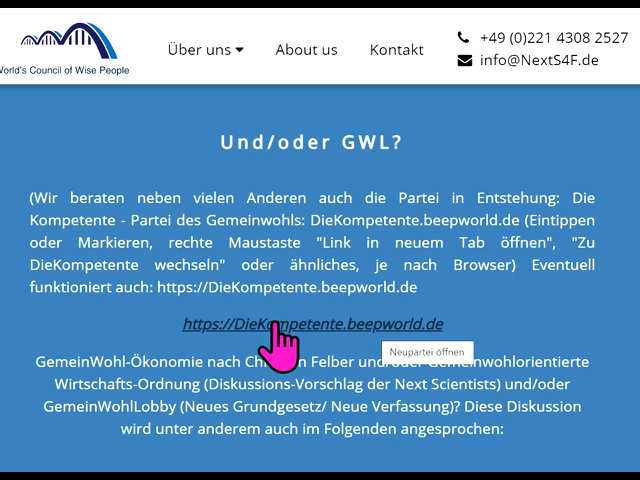 World's Council of Wise People
Über uns
About us
Kontakt
+49 (0)221 4308 2527
info@NextS4F.de
Und/oder GWL?
(Wir beraten neben vielen Anderen auch die Partei in Entstehung: Die
Kompetente - Partei des Gemeinwohls: DieKompetente.beepworld.de (Eintippen
oder Markieren, rechte Maustaste "Link in neuem Tab öffnen", "Zu
DieKompetente wechseln" oder ähnliches, je nach Browser) Eventuell
funktioniert auch: https://DieKompetente.beepworld.de
https://DieKompetente.beepworld.de
Neupartei öffnen
GemeinWohl-Ökonomie nach Felber und/oder Gemeinwohlorientierte
Wirtschafts-Ordnung (Diskussions-Vorschlag der Next Scientists) und/oder
GemeinWohlLobby (Neues Grundgesetz/ Neue Verfassung)? Diese Diskussion
wird unter anderem auch im Folgenden angesprochen: